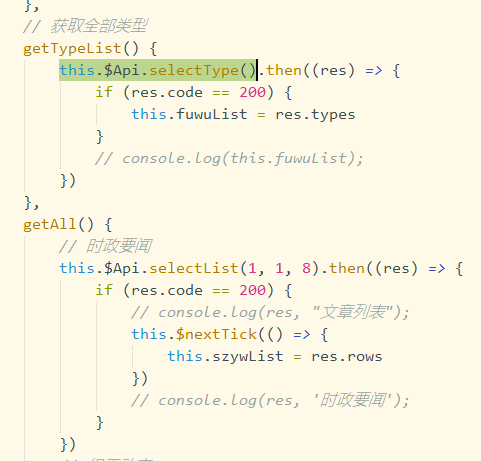 },
// 获取全部类型
getTypeList() {
this.$Api.selectType().then((res) => {
if (res.code == 200) {
this.fuwuList = res.types
}
// console.log(this.fuwuList);
})
},
getAll() {
// 时政要闻
this.$Api.selectList(1, 1, 8).then((res) => {
if (res.code == 200) {
// console.log(res, "文章列表");
this.$nextTick(() => {
this.szywList = res.rows
})
// console.log(res, '时政要闻');
}
})